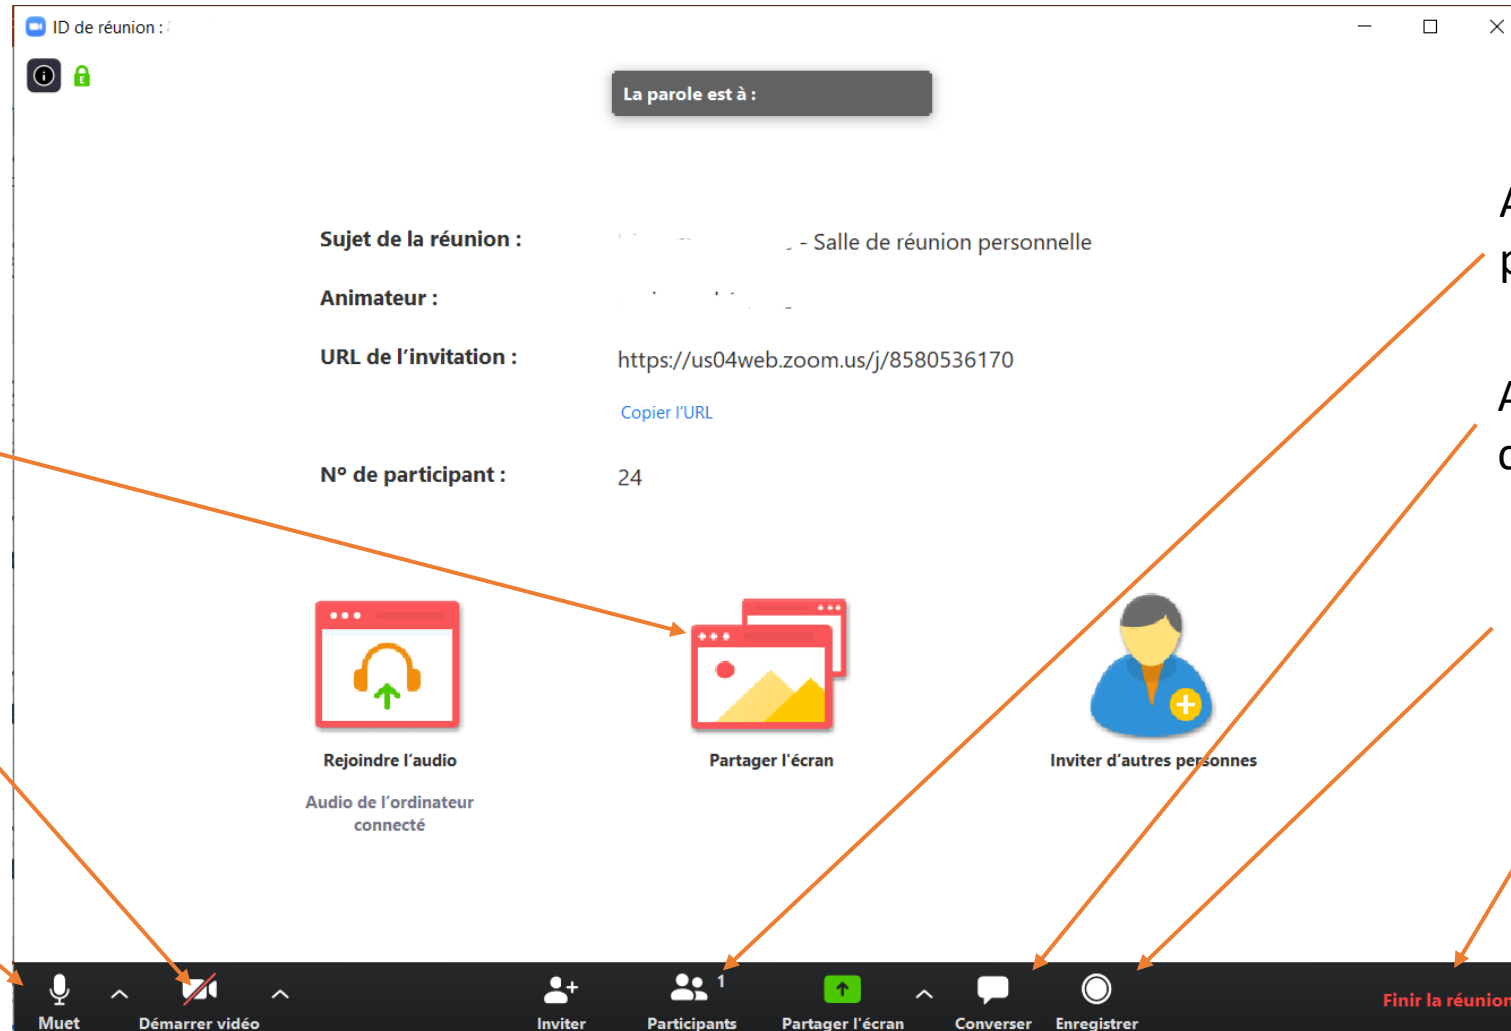 ID de réunion :
La parole est à :
Sujet de la réunion : - Salle de réunion personnelle
Animateur :
URL de l'invitation : https://us04web.zoom.us/j/8580536170
Copier l'URL
Nº de participant : 24
Rejoindre l'audio
Partager l'écran
Inviter d'autres personnes
Audio de l'ordinateur
connecté
1
Muet
Démarrer vidéo
Inviter
Participants
Partager l'écran
Converser
Enregistrer
Finir la réunion